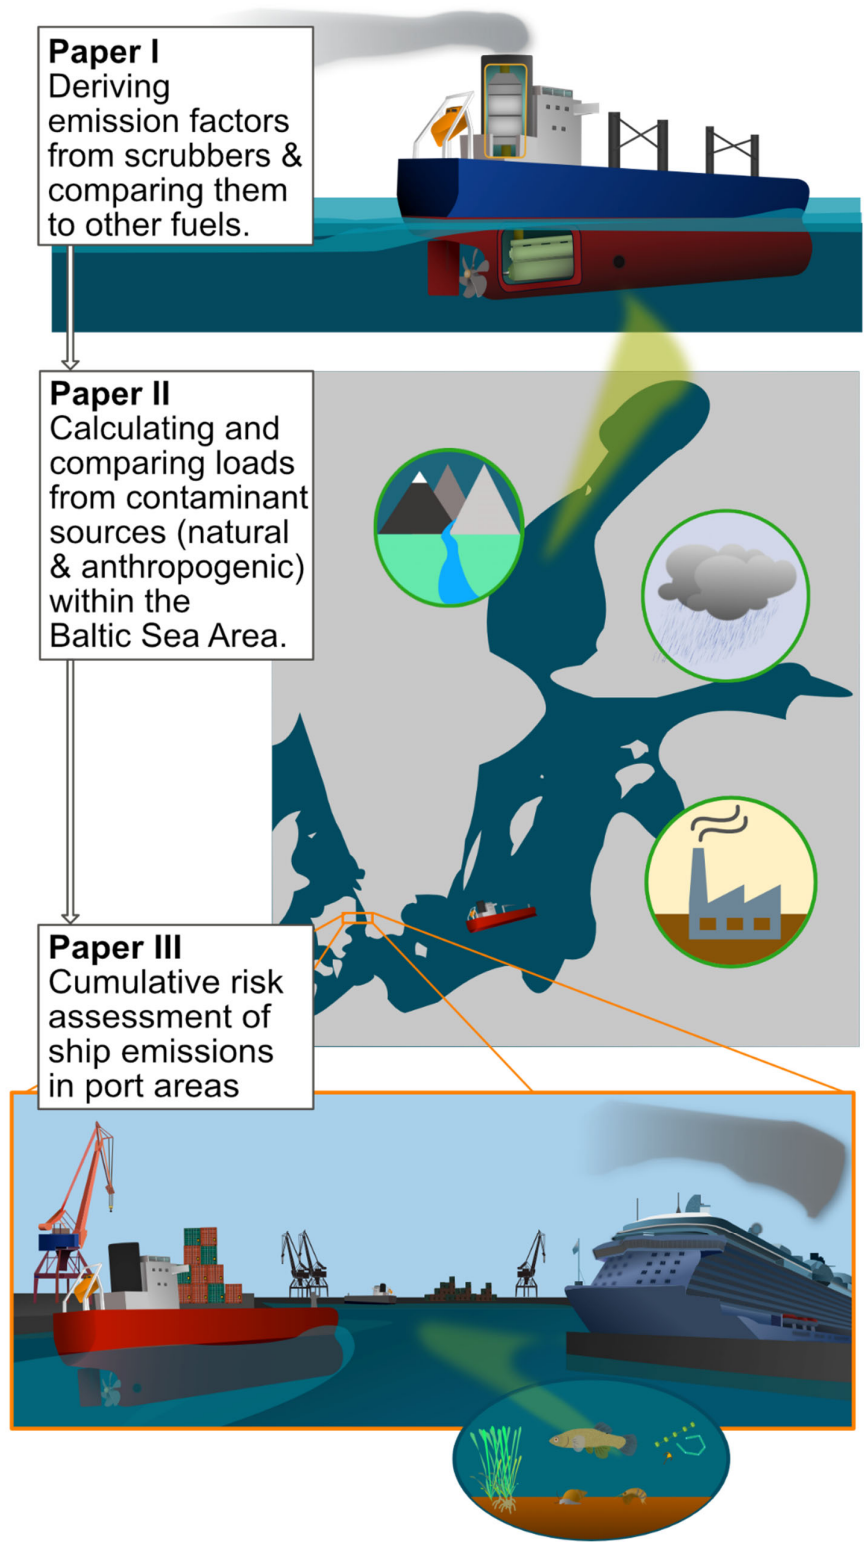 Paper I
Deriving
emission factors
from scrubbers &
comparing them
to other fuels.
Paper II
Calculating and
comparing loads
from contaminant
sources (natural
& anthropogenic)
within the
Baltic Sea Area.
Paper III
Cumulative risk
assessment of
ship emissions
in port areas